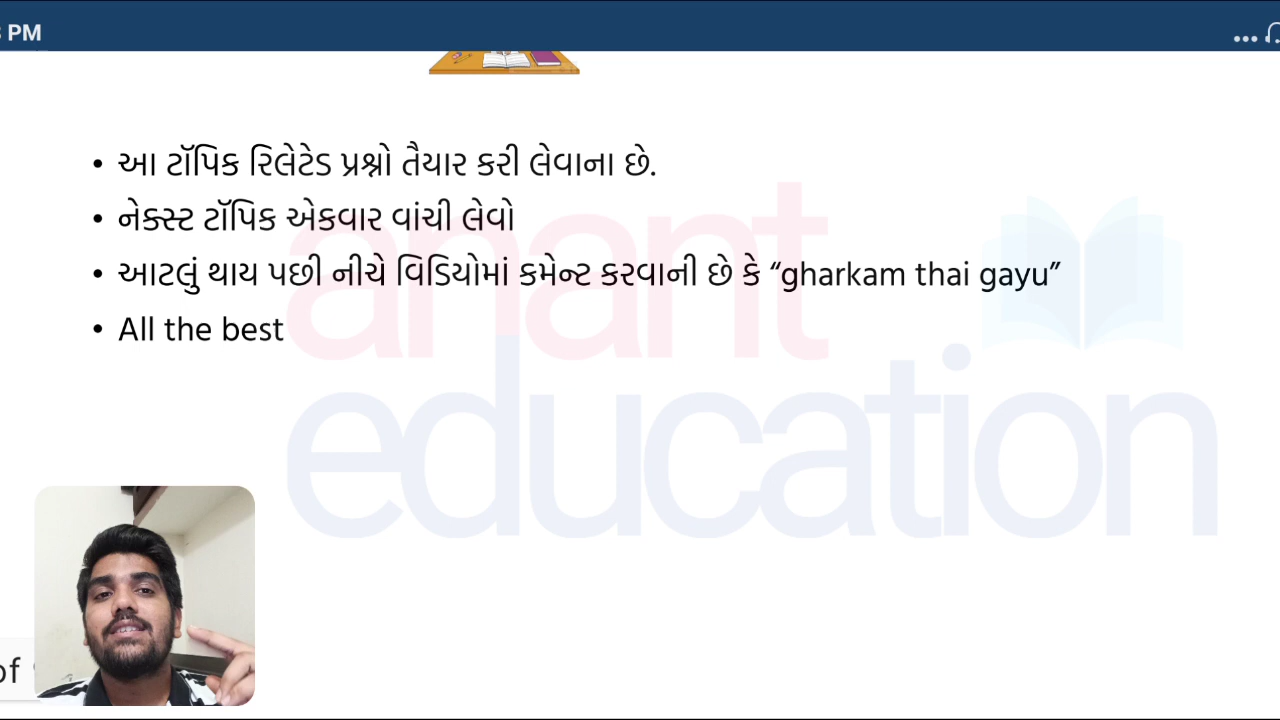 PM
• આ ટૉપિક રિલેટેડ પ્રશ્નો તૈયાર કરી લેવાના છે.
• નેક્સ્ટ ટૉપિક એકવાર વાંચી લેવો
• આટલું થાય પછી નીચે વિડિયોમાં કમેન્ટ કરવાની છે કે “gharkam thai gayu”
• All the best
anant
education
of